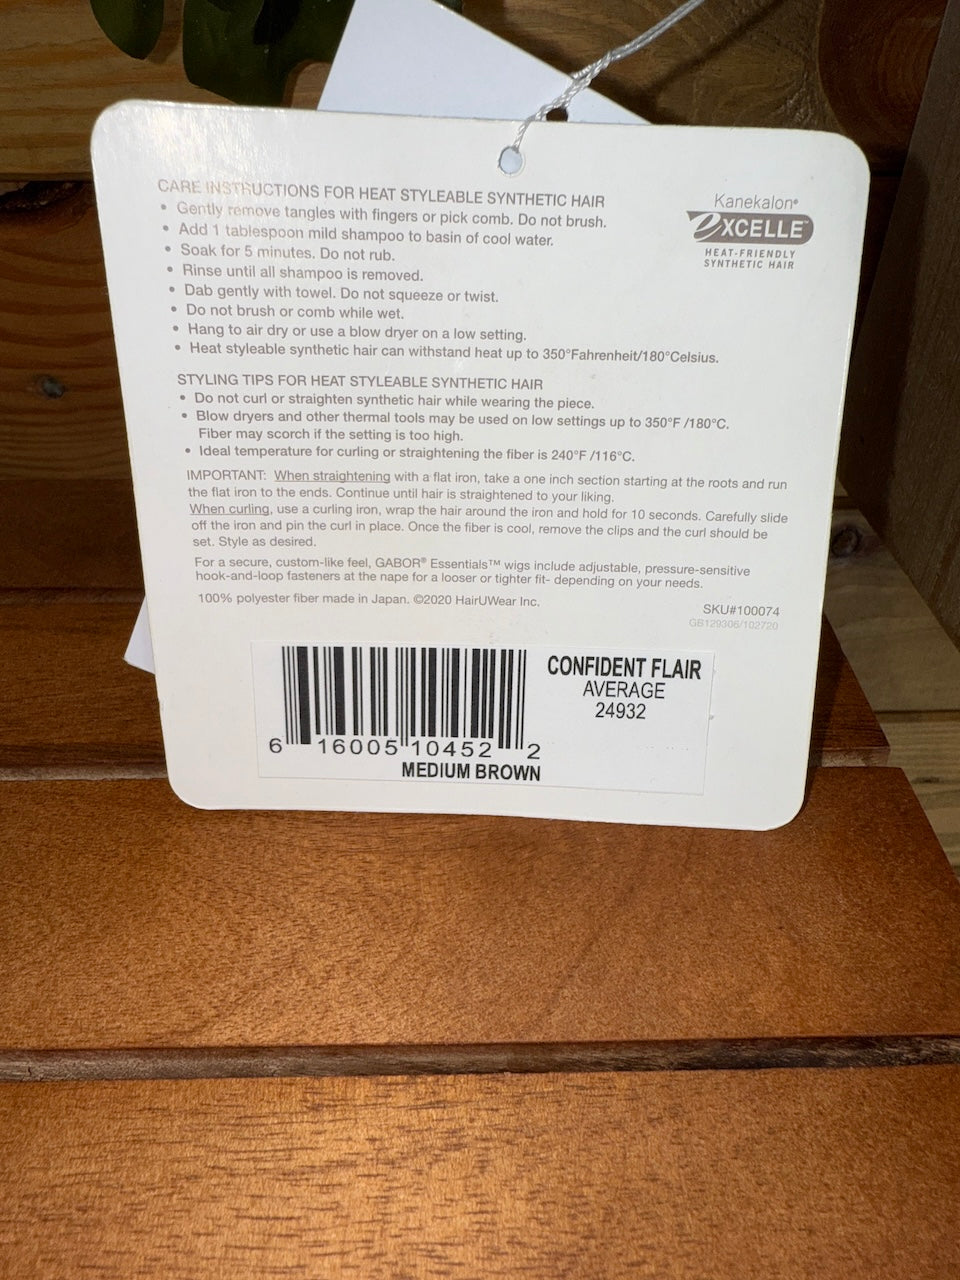 CARE INSTRUCTIONS FOR HEAT STYLEABLE SYNTHETIC HAIR
• Gently remove tangles with fingers or pick comb. Do not brush.
• Add 1 tablespoon mild shampoo to basin of cool water.
• Soak for 5 minutes. Do not rub.
• Rinse until all shampoo is removed.
• Dab gently with towel. Do not squeeze or twist.
• Do not brush or comb while wet.
• Hang to air dry or use a blow dryer on a low setting.
• Heat styleable synthetic hair can withstand heat up to 350°Fahrenheit/180°Celsius.
Kanekalon®
eXCELLE™
HEAT-FRIENDLY
SYNTHETIC HAIR
STYLING TIPS FOR HEAT STYLEABLE SYNTHETIC HAIR
• Do not curl or straighten synthetic hair while wearing the piece.
• Blow dryers and other thermal tools may be used on low settings up to 350°F /180°C.
Fiber may scorch if the setting is too high.
• Ideal temperature for curling or straightening the fiber is 240°F /116°C.
IMPORTANT: When straightening with a flat iron, take a one inch section starting at the roots and run
the flat iron to the ends. Continue until hair is straightened to your liking.
When curling, use a curling iron, wrap the hair around the iron and hold for 10 seconds. Carefully slide
off the iron and pin the curl in place. Once the fiber is cool, remove the clips and the curl should be
set. Style as desired.
For a secure, custom-like feel, GABOR® Essentials™ wigs include adjustable, pressure-sensitive
hook-and-loop fasteners at the nape for a looser or tighter fit- depending on your needs.
100% polyester fiber made in Japan. ©2020 HairUWear Inc.
SKU#100074
GB129306/102720
CONFIDENT FLAIR
AVERAGE
24932
6 16005 10452 2
MEDIUM BROWN